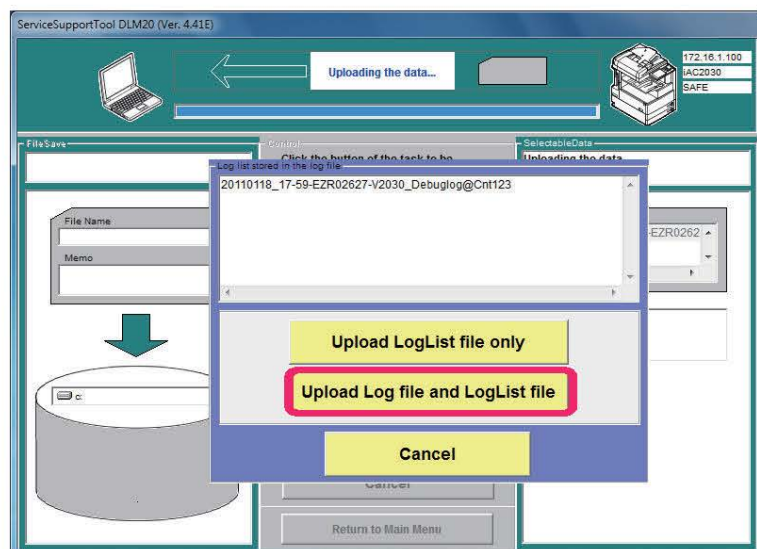 ServiceSupportTool DLM20 (Ver. 4.41E)
Uploading the data...
172.16.1.100
iAC2030
SAFE
FileSave
Control
SelectableData
Click the button of the task to be
Uploading the data
Log list stored in the log file
20110118_17-59-EZR02627-V2030_Debuglog@Cnt123
File Name
Memo
-EZR0262
c:
Upload LogList file only
Upload Log file and LogList file
Cancel
Cancel
Return to Main Menu